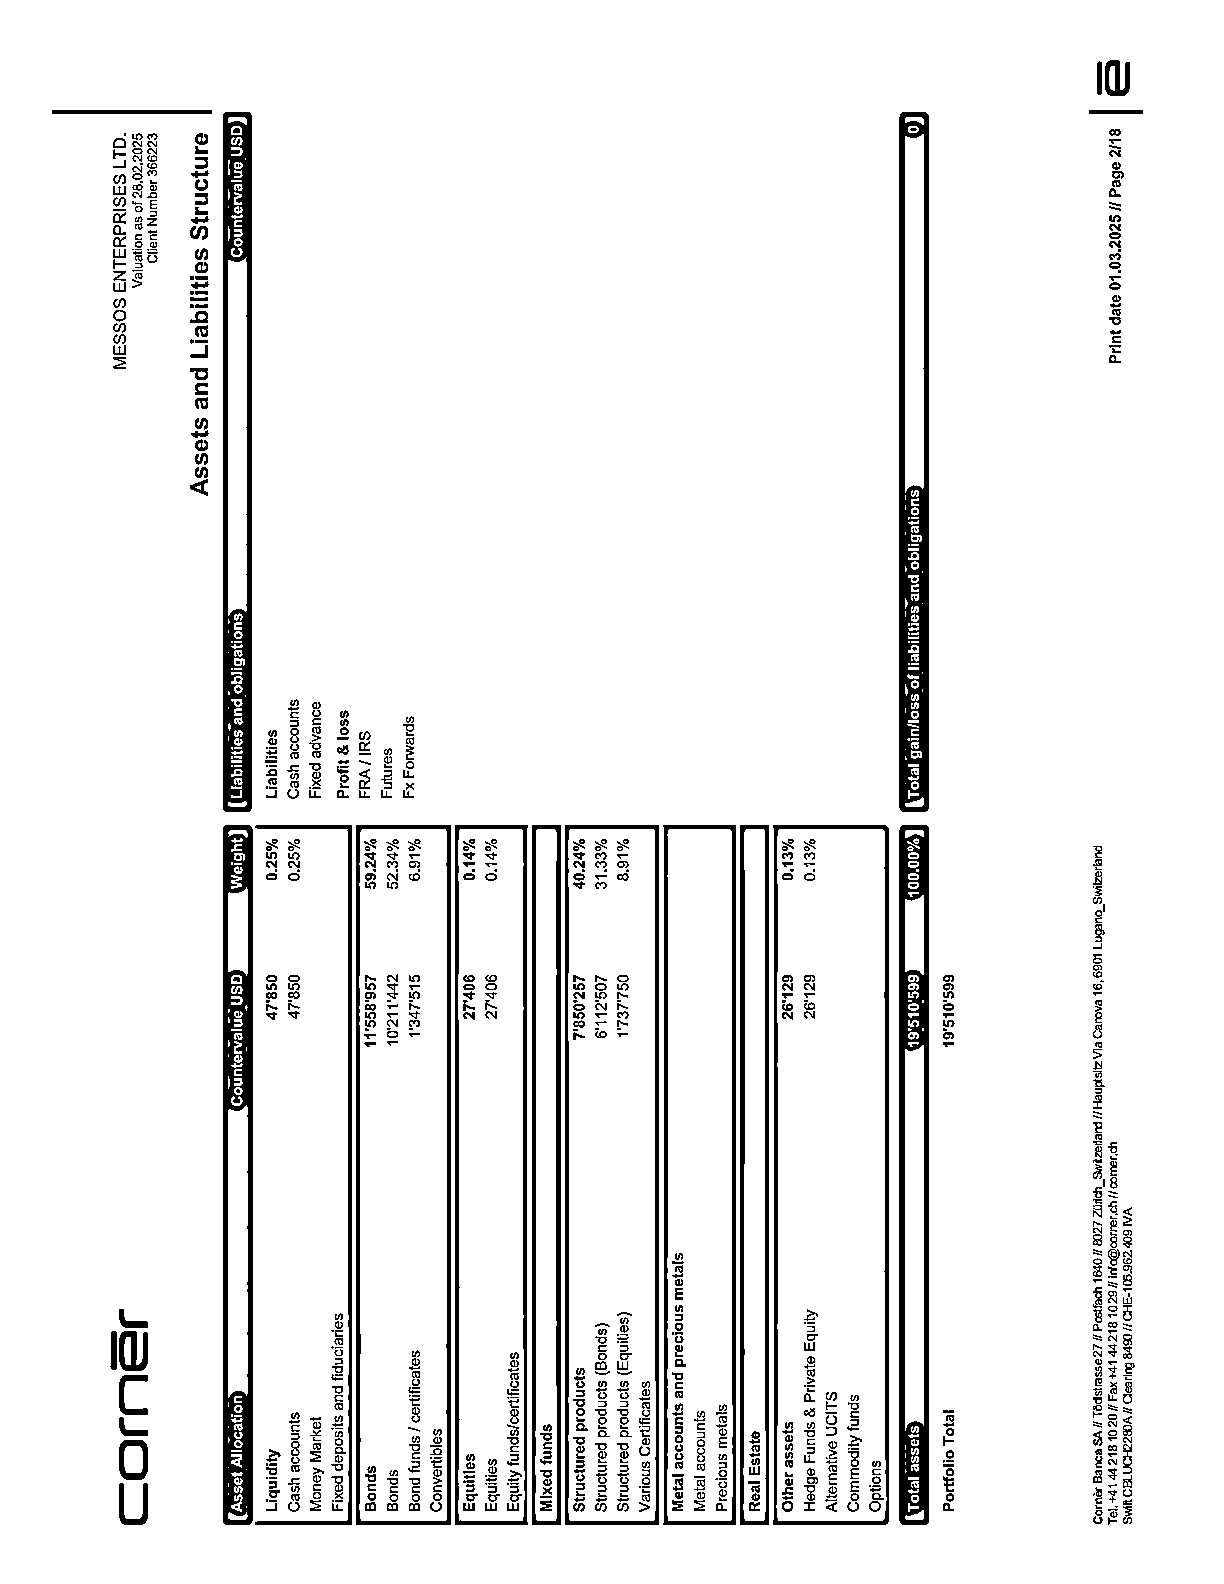 cornèr
MESSOS ENTERPRISES LTD.
Valuation as of 28.02.2025
Client Number 366223
Assets and Liabilities Structure
Asset Allocation Countervalue USD Weight
Liquidity 47'850 0.25%
Cash accounts 47'850 0.25%
Money Market
Fixed deposits and fiduciaries
Bonds 11'558'957 59.24%
Bonds 10'211'442 52.34%
Bond funds / certificates 1'347'515 6.91%
Convertibles
Equities 27'406 0.14%
Equities 27'406 0.14%
Equity funds/certificates
Mixed funds
Structured products 7'850'257 40.24%
Structured products (Bonds) 6'112'507 31.33%
Structured products (Equities) 1'737'750 8.91%
Various Certificates
Metal accounts and precious metals
Metal accounts
Precious metals
Real Estate
Other assets 26'129 0.13%
Hedge Funds & Private Equity 26'129 0.13%
Alternative UCITS
Commodity funds
Options
Total assets 19'510'599 100.00%
Portfolio Total 19'510'599
Liabilities and obligations Countervalue USD
Liabilities
Cash accounts
Fixed advance
Profit & loss
FRA / IRS
Futures
Fx Forwards
Total gain/loss of liabilities and obligations 0
Cornèr Banca SA // Tödistrasse 27 // Postfach 1640 // 8027 Zürich_Switzerland // Hauptsitz Via Canova 16, 6901 Lugano_Switzerland
Tel. +41 44 218 10 20 // Fax +41 44 218 10 29 // info@corner.ch // corner.ch
Swift CBLUCH2280A // Clearing 8490 // CHE-105.962.409 IVA
Print date 01.03.2025 // Page 2/18